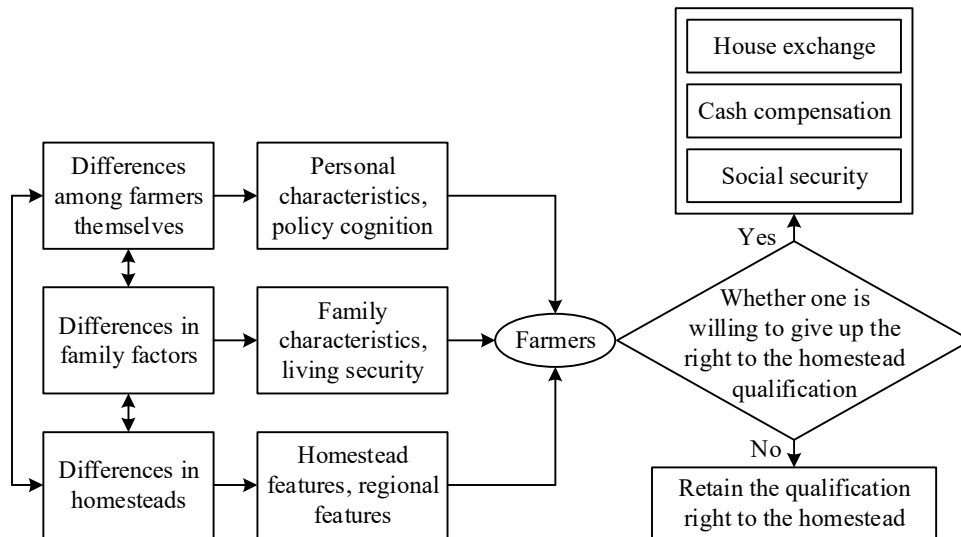 House exchange
Cash compensation
Social security
Differences
among farmers
themselves
Personal
characteristics,
policy cognition
Yes
Differences in
family factors
Family
characteristics,
living security
Farmers
Whether one is
willing to give up the
right to the homestead
qualification
No
Differences in
homesteads
Homestead
features, regional
features
Retain the qualification
right to the homestead